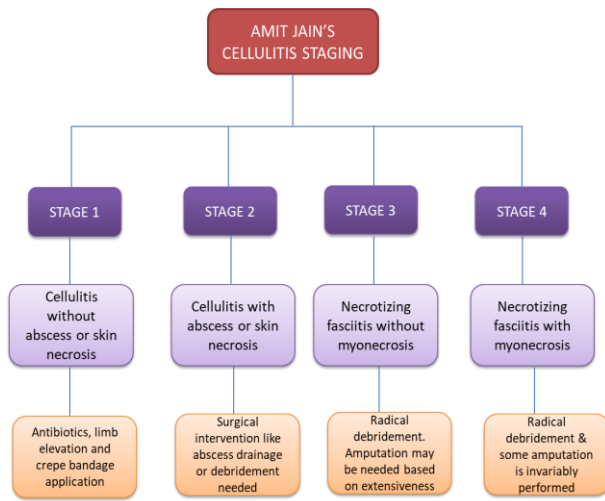 AMIT JAIN'S
CELLULITIS STAGING
STAGE 1
STAGE 2
STAGE 3
STAGE 4
Cellulitis
without
abscess or skin
necrosis
Cellulitis with
abscess or skin
necrosis
Necrotizing
fasciitis without
myonecrosis
Necrotizing
fasciitis with
myonecrosis
Antibiotics, limb
elevation and
crepe bandage
application
Surgical
intervention like
abscess drainage
or debridement
needed
Radical
debridement.
Amputation may
be needed based
on extensiveness
Radical
debridement &
some amputation
is invariably
performed